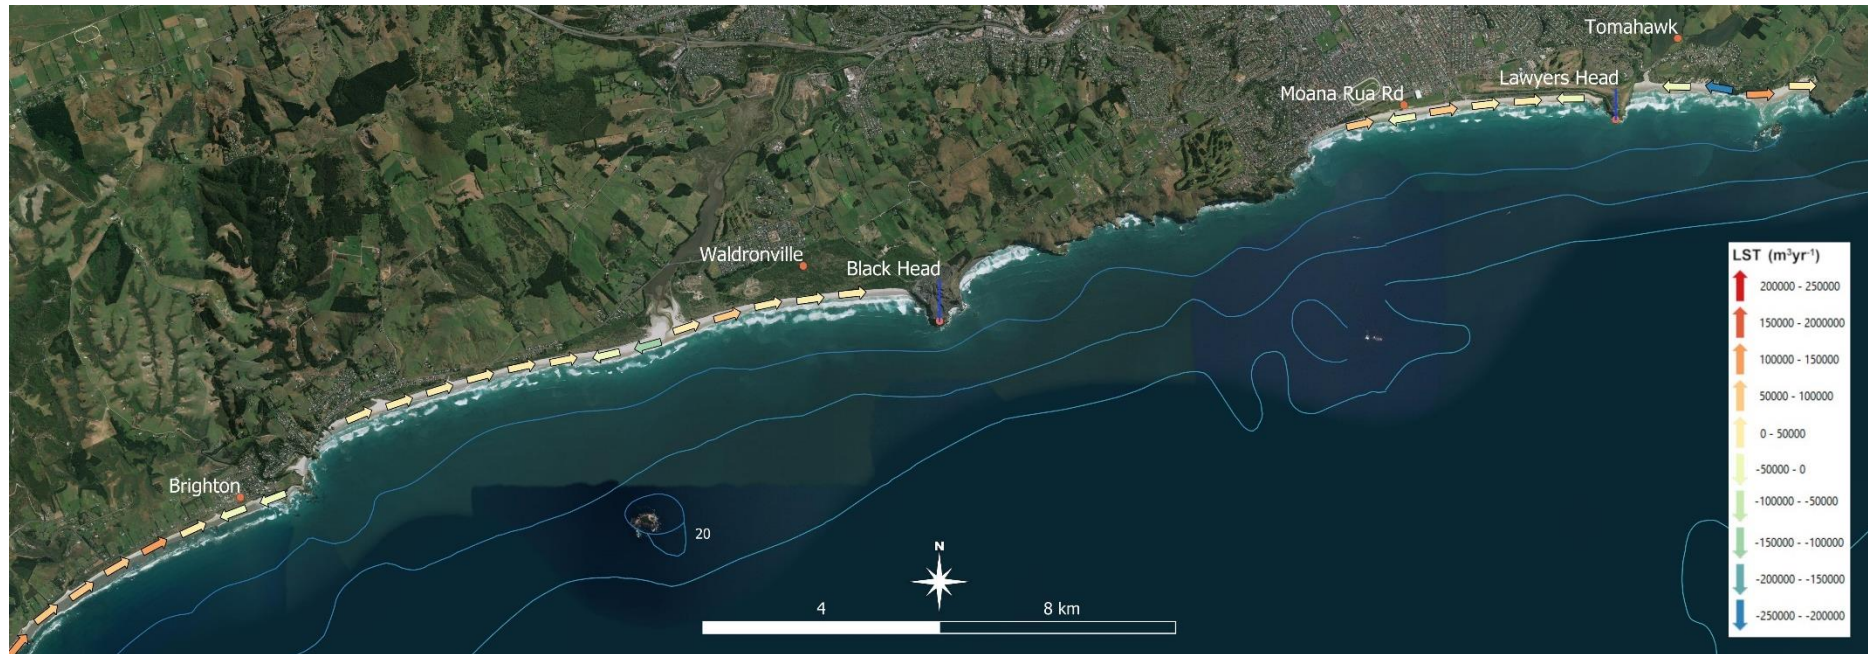 Tomahawk
Lawyers Head
Moana Rua Rd
Waldronville
Black Head
Brighton
20
N
4 8 km
LST (m³yr⁻¹)
200000 - 250000
150000 - 2000000
100000 - 150000
50000 - 100000
0 - 50000
-50000 - 0
-100000 - -50000
-150000 - -100000
-200000 - -150000
-250000 - -200000